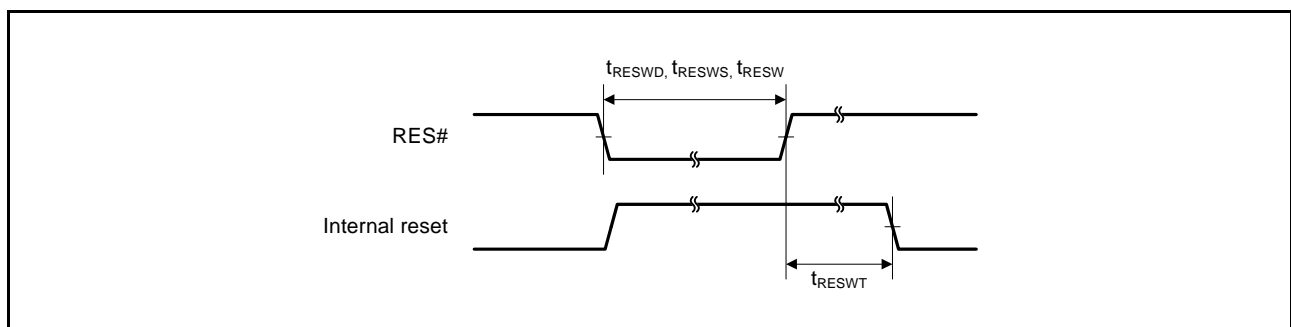 tRESWD, tRESWS, tRESW
RES#
Internal reset
tRESWT